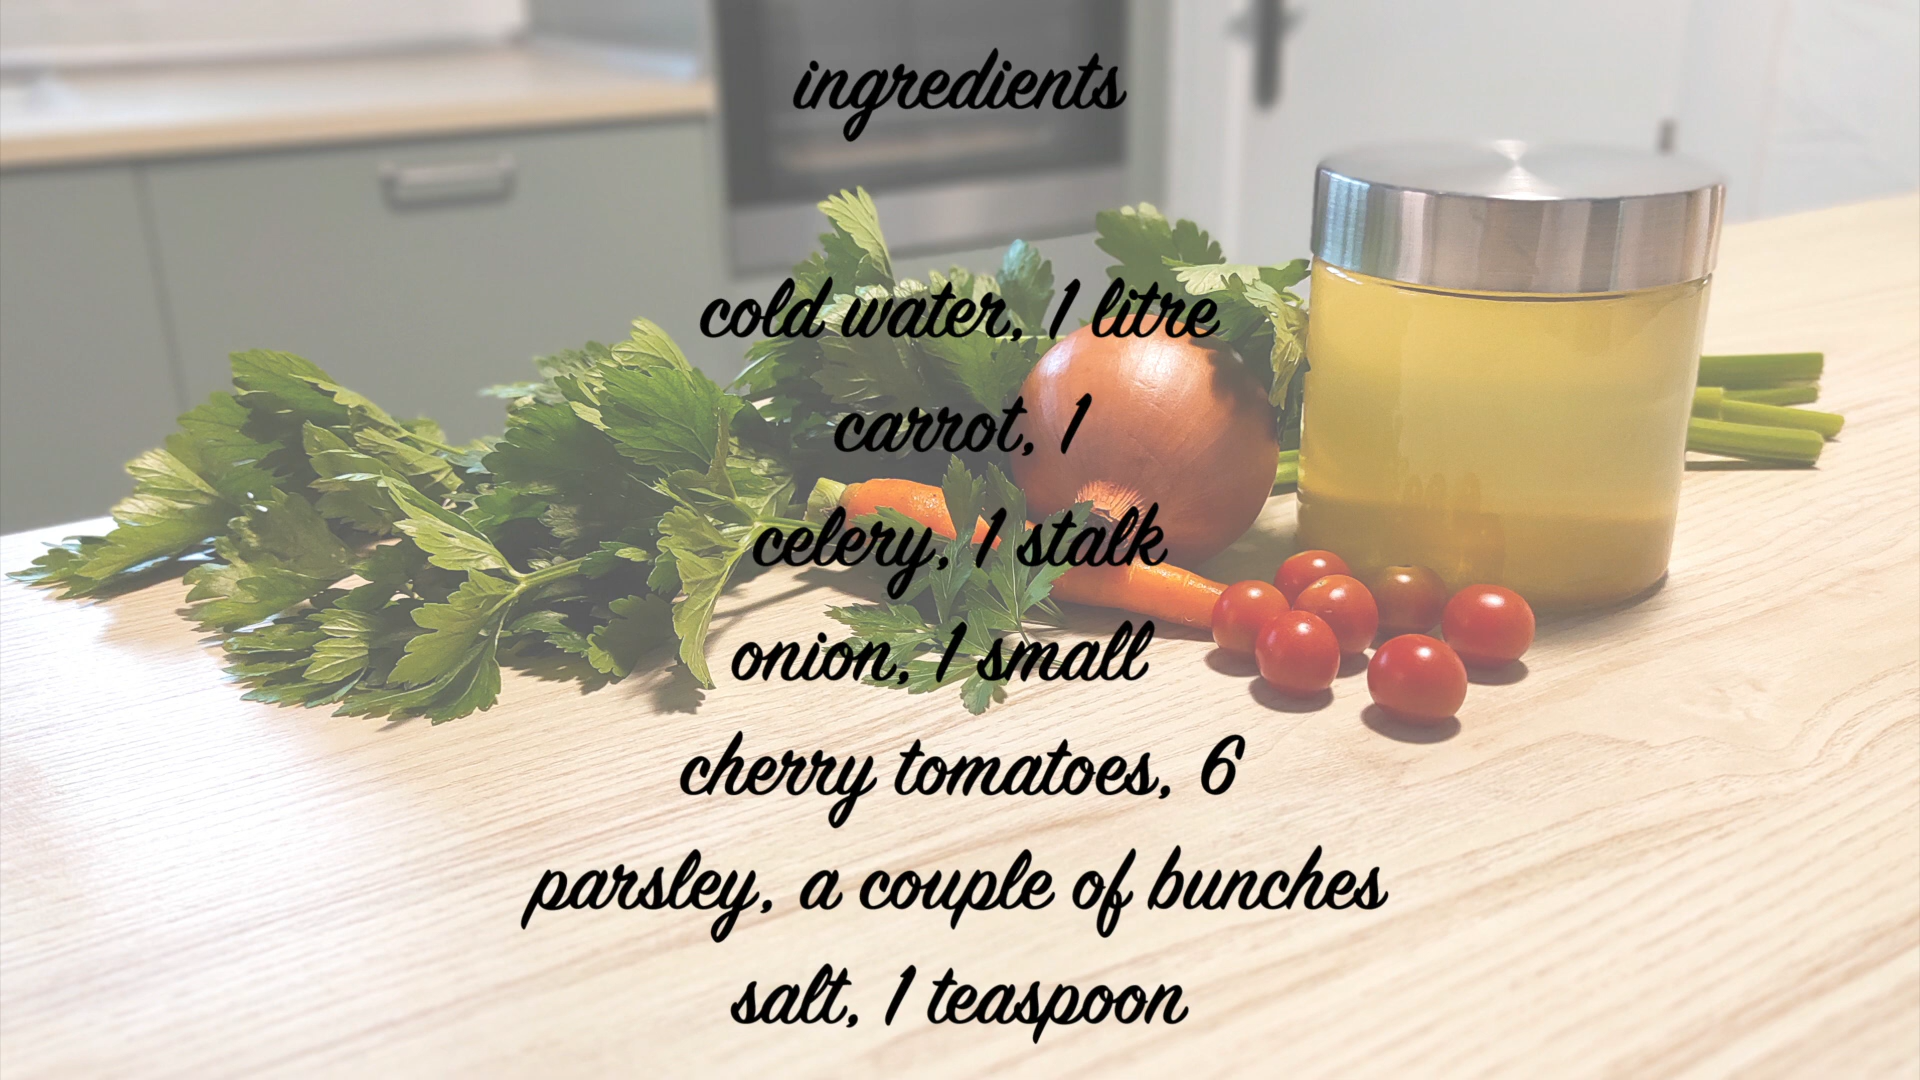 ingredients
cold water, 1 litre
carrot, 1
celery, 1 stalk
onion, 1 small
cherry tomatoes, 6
parsley, a couple of bunches
salt, 1 teaspoon